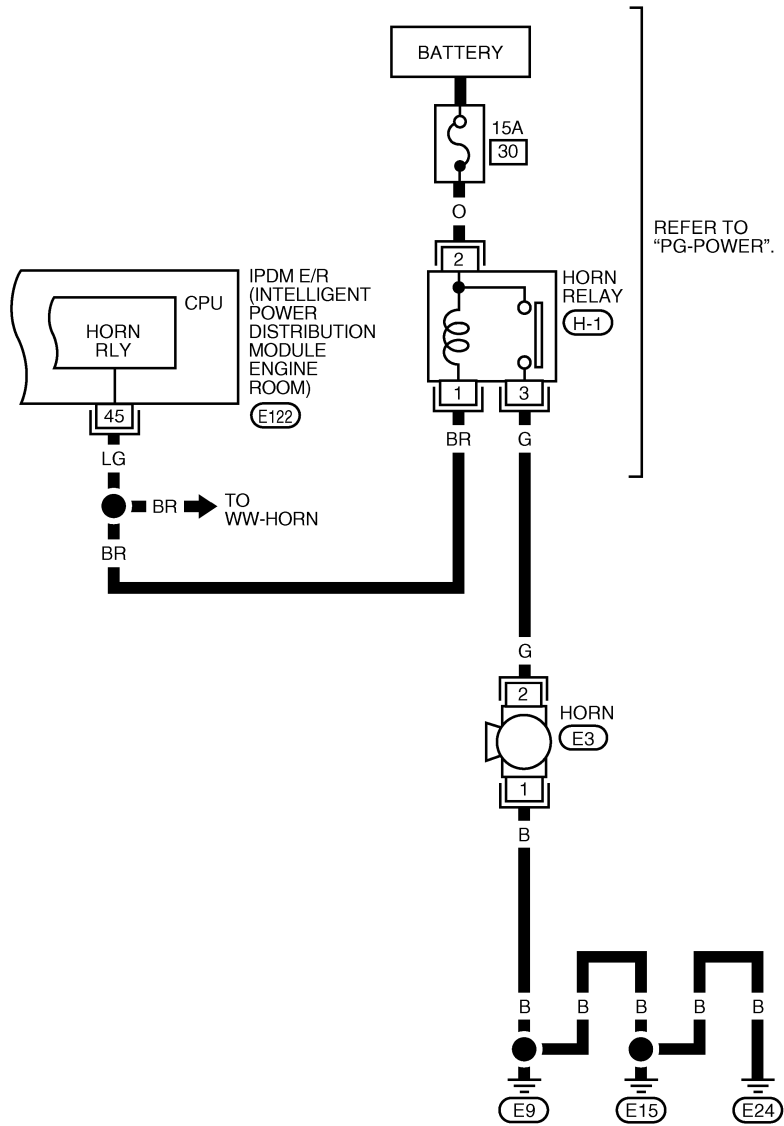 BATTERY
15A
30
O
2
REFER TO
“PG-POWER”.
HORN
RELAY
H-1
IPDM E/R
(INTELLIGENT
POWER
DISTRIBUTION
MODULE
ENGINE
ROOM)
E122
CPU
HORN
RLY
45
1
3
LG
BR
G
BR
TO
WW-HORN
BR
G
2
HORN
E3
1
B
B
B
B
B
B
E9
E15
E24